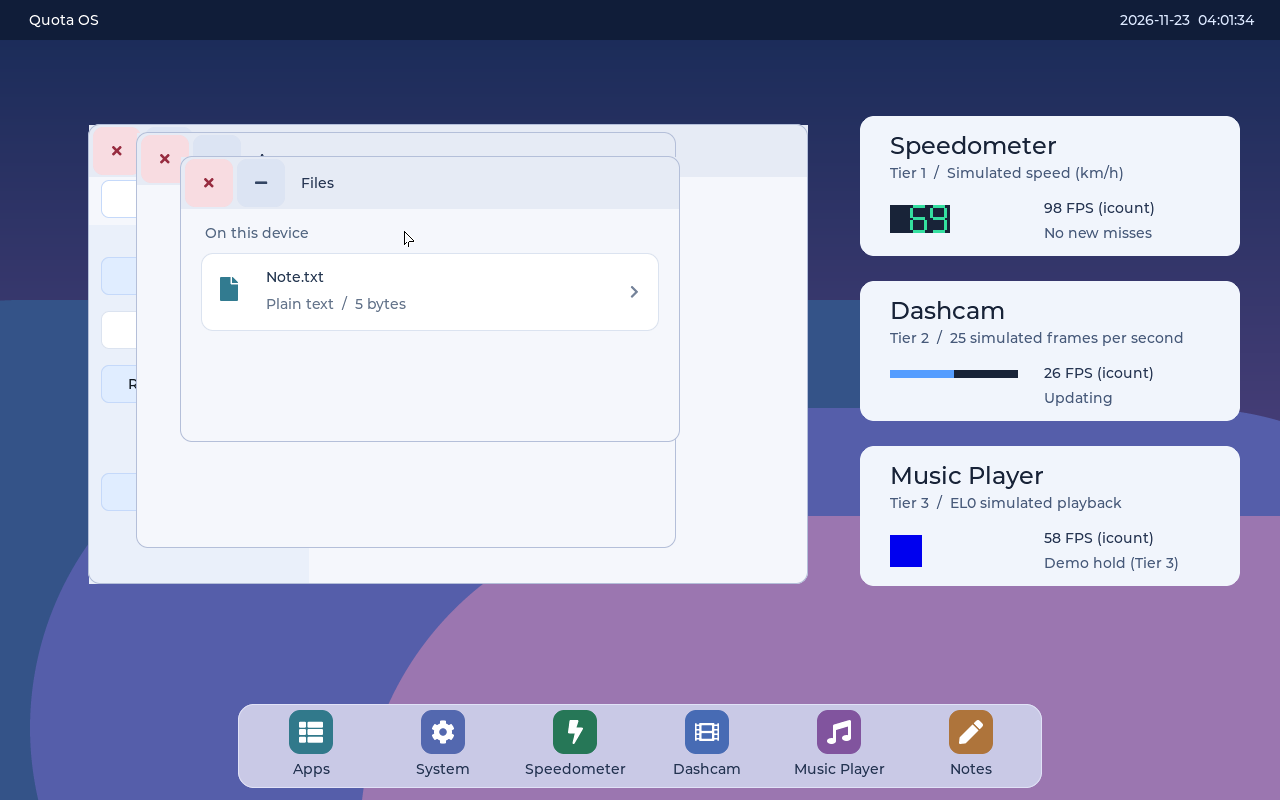 Quota OS
2026-11-23 04:01:34
Files
On this device
Note.txt
Plain text / 5 bytes
R
Speedometer
Tier 1 / Simulated speed (km/h)
69
98 FPS (icount)
No new misses
Dashcam
Tier 2 / 25 simulated frames per second
26 FPS (icount)
Updating
Music Player
Tier 3 / EL0 simulated playback
58 FPS (icount)
Demo hold (Tier 3)
Apps
System
Speedometer
Dashcam
Music Player
Notes